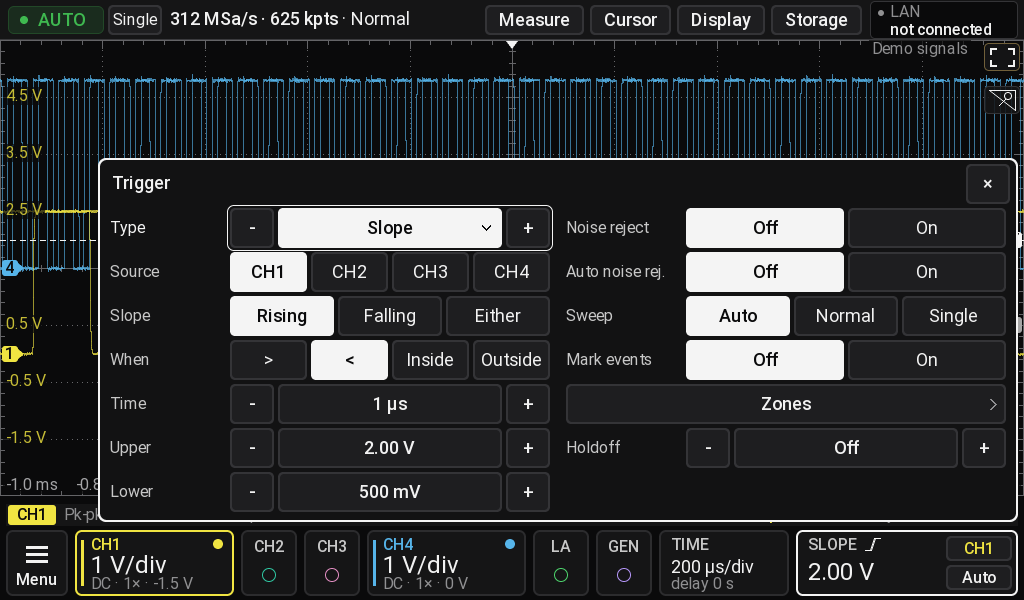 AUTO Single 312 MSa/s · 625 kpts · Normal Measure Cursor Display Storage LAN
not connected
Demo signals
4.5 V
3.5 V
Trigger ×
2.5 V
Type - Slope + Noise reject Off On
4 Source CH1 CH2 CH3 CH4 Auto noise rej. Off On
0.5 V Slope Rising Falling Either Sweep Auto Normal Single
1 When > < Inside Outside Mark events Off On
-0.5 V
Time - 1 µs + Zones
-1.5 V Upper - 2.00 V + Holdoff - Off +
-1.0 ms -0.8 Lower - 500 mV +
CH1 Pk-pk
Menu
CH1
1 V/div
DC · 1× · -1.5 V
CH2
CH3
CH4
1 V/div
DC · 1× · 0 V
LA
GEN
TIME
200 µs/div
delay 0 s
SLOPE CH1
2.00 V Auto